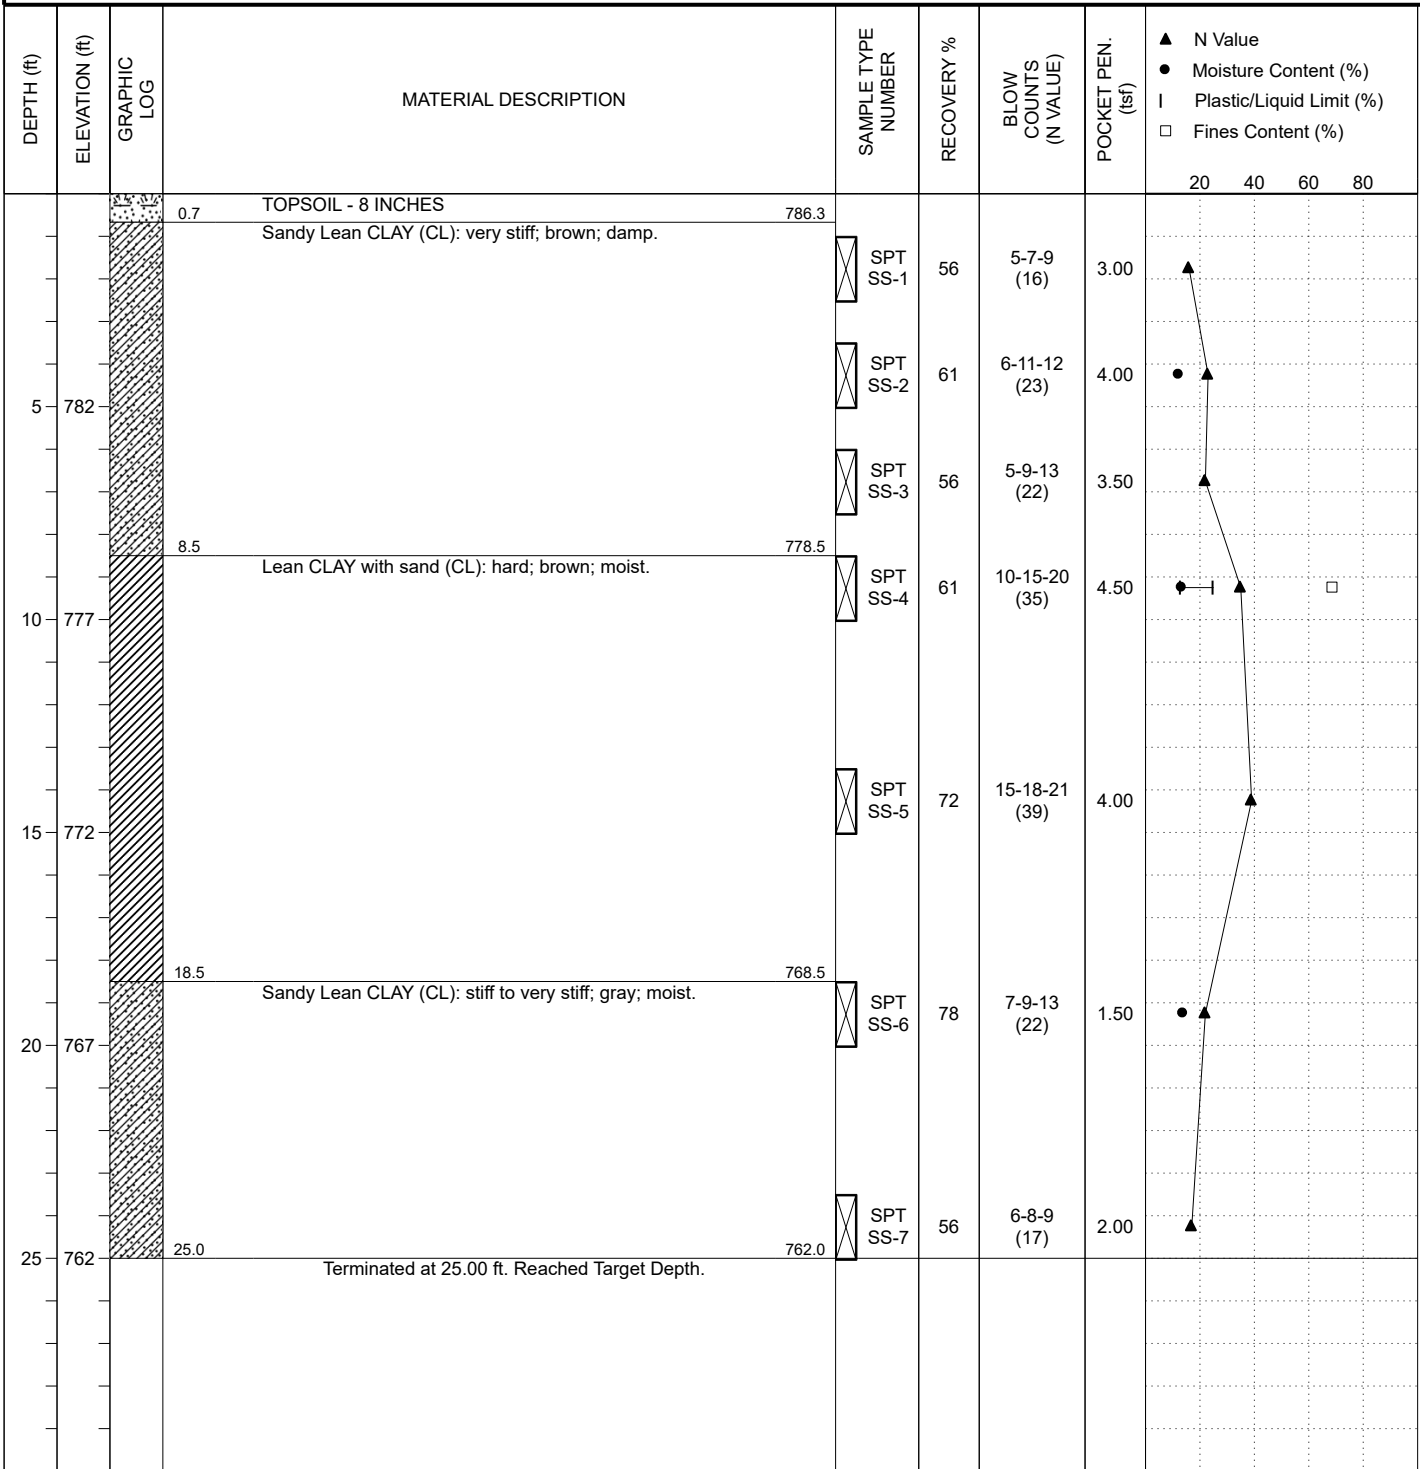 DEPTH (ft)
ELEVATION (ft)
GRAPHIC
LOG
MATERIAL DESCRIPTION
SAMPLE TYPE
NUMBER
RECOVERY %
BLOW
COUNTS
(N VALUE)
POCKET PEN.
(tsf)
▲ N Value
● Moisture Content (%)
| Plastic/Liquid Limit (%)
□ Fines Content (%)
20 40 60 80
0.7 TOPSOIL - 8 INCHES 786.3
Sandy Lean CLAY (CL): very stiff; brown; damp.
SPT
SS-1
56
5-7-9
(16)
3.00
SPT
SS-2
61
6-11-12
(23)
4.00
5 782
SPT
SS-3
56
5-9-13
(22)
3.50
8.5 778.5
Lean CLAY with sand (CL): hard; brown; moist.
SPT
SS-4
61
10-15-20
(35)
4.50
10 777
SPT
SS-5
72
15-18-21
(39)
4.00
15 772
18.5 768.5
Sandy Lean CLAY (CL): stiff to very stiff; gray; moist.
SPT
SS-6
78
7-9-13
(22)
1.50
20 767
SPT
SS-7
56
6-8-9
(17)
2.00
25 762 25.0 762.0
Terminated at 25.00 ft. Reached Target Depth.